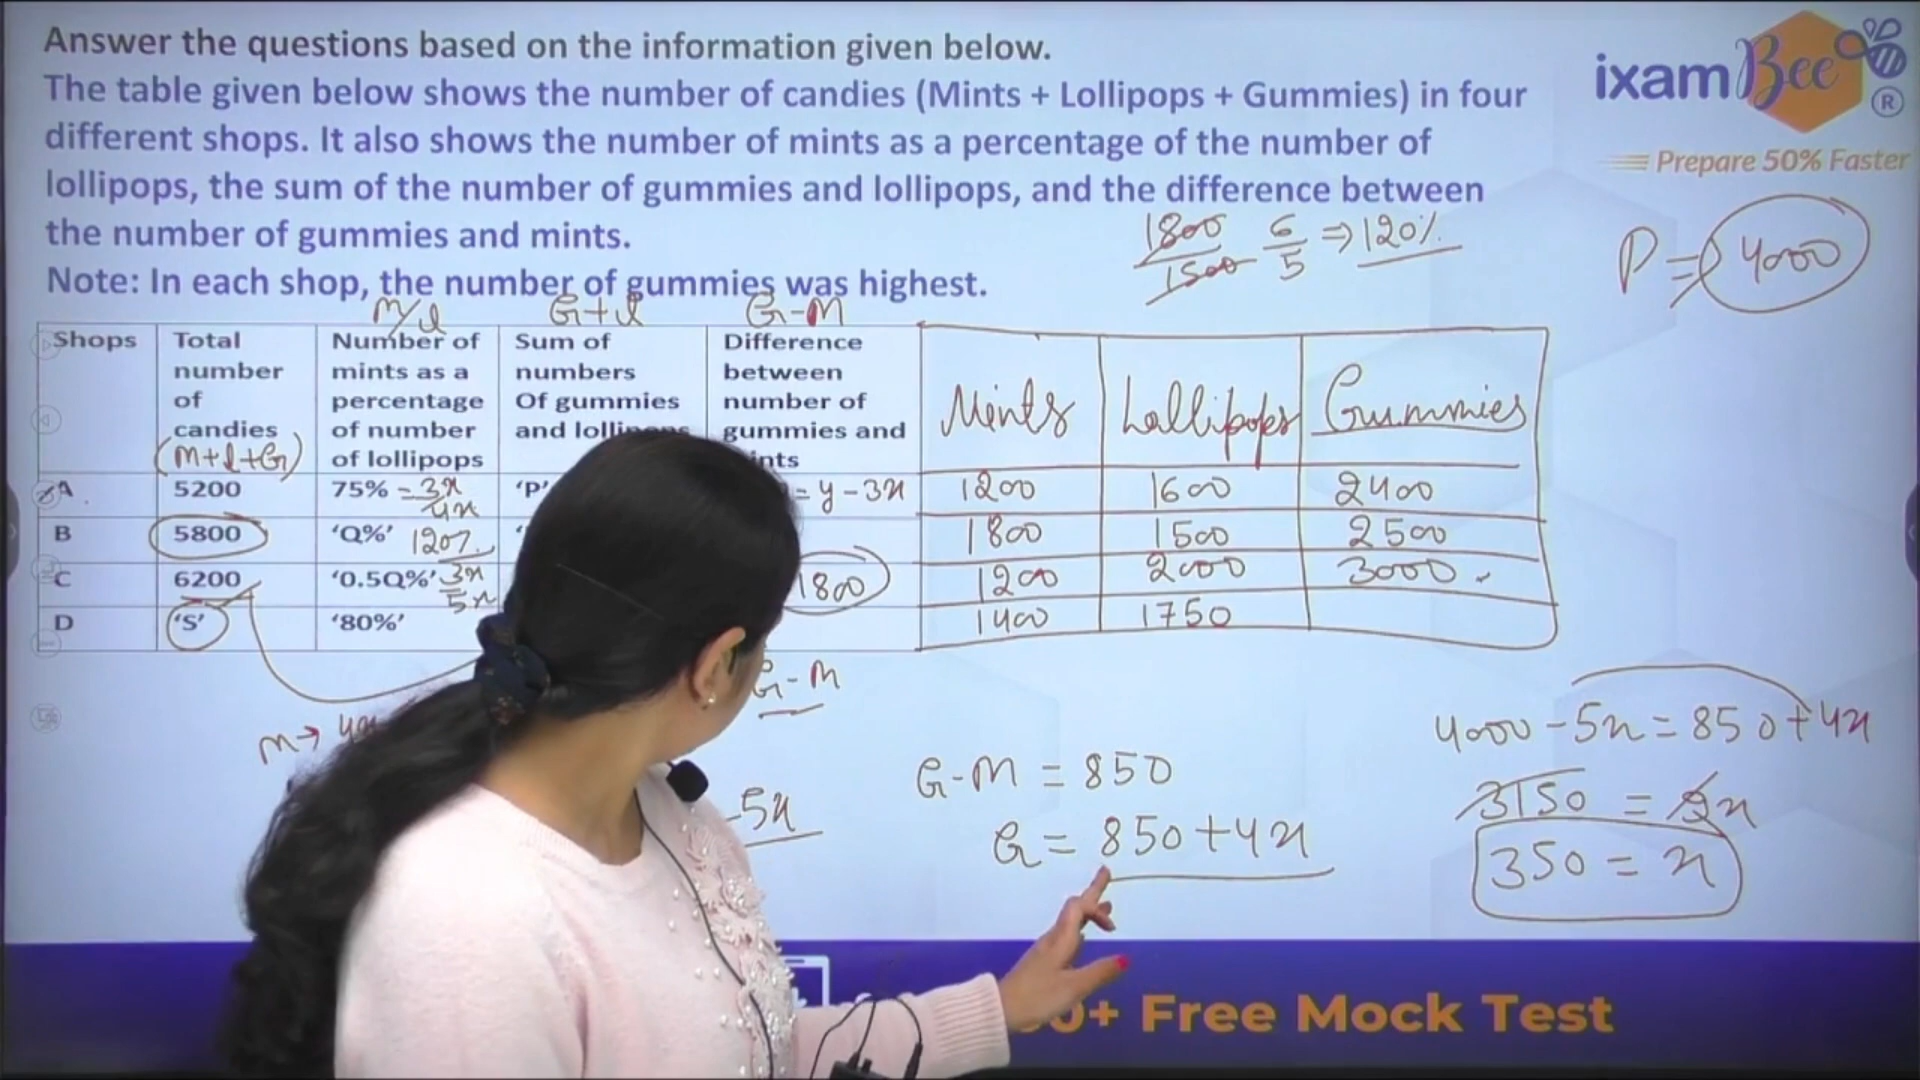 Answer the questions based on the information given below.
The table given below shows the number of candies (Mints + Lollipops + Gummies) in four
different shops. It also shows the number of mints as a percentage of the number of
lollipops, the sum of the number of gummies and lollipops, and the difference between
the number of gummies and mints.
Note: In each shop, the number of gummies was highest.
ixamBee ®
Prepare 50% Faster
1800/1500 6/5 ⇒ 120%
P ⇒ 4000
m/l G+l G-M
Shops Total number of candies (m+l+G) Number of mints as a percentage of number of lollipops Sum of numbers Of gummies and Difference between number of gummies and Mints Lollipops Gummies
A 5200 75% = 3x/4x 'P' = y - 3x 1200 1600 2400
B 5800 'Q%' 120% 1800 1500 2500
C 6200 '0.5Q%' 3x/5x 1800 1200 2000 3000
D 'S' '80%' 1400 1750
G-M
m → 4x
-5x
G-M = 850
G = 850+4x
4000-5x = 850+4x
3150 = 9x
350 = x
+ Free Mock Test